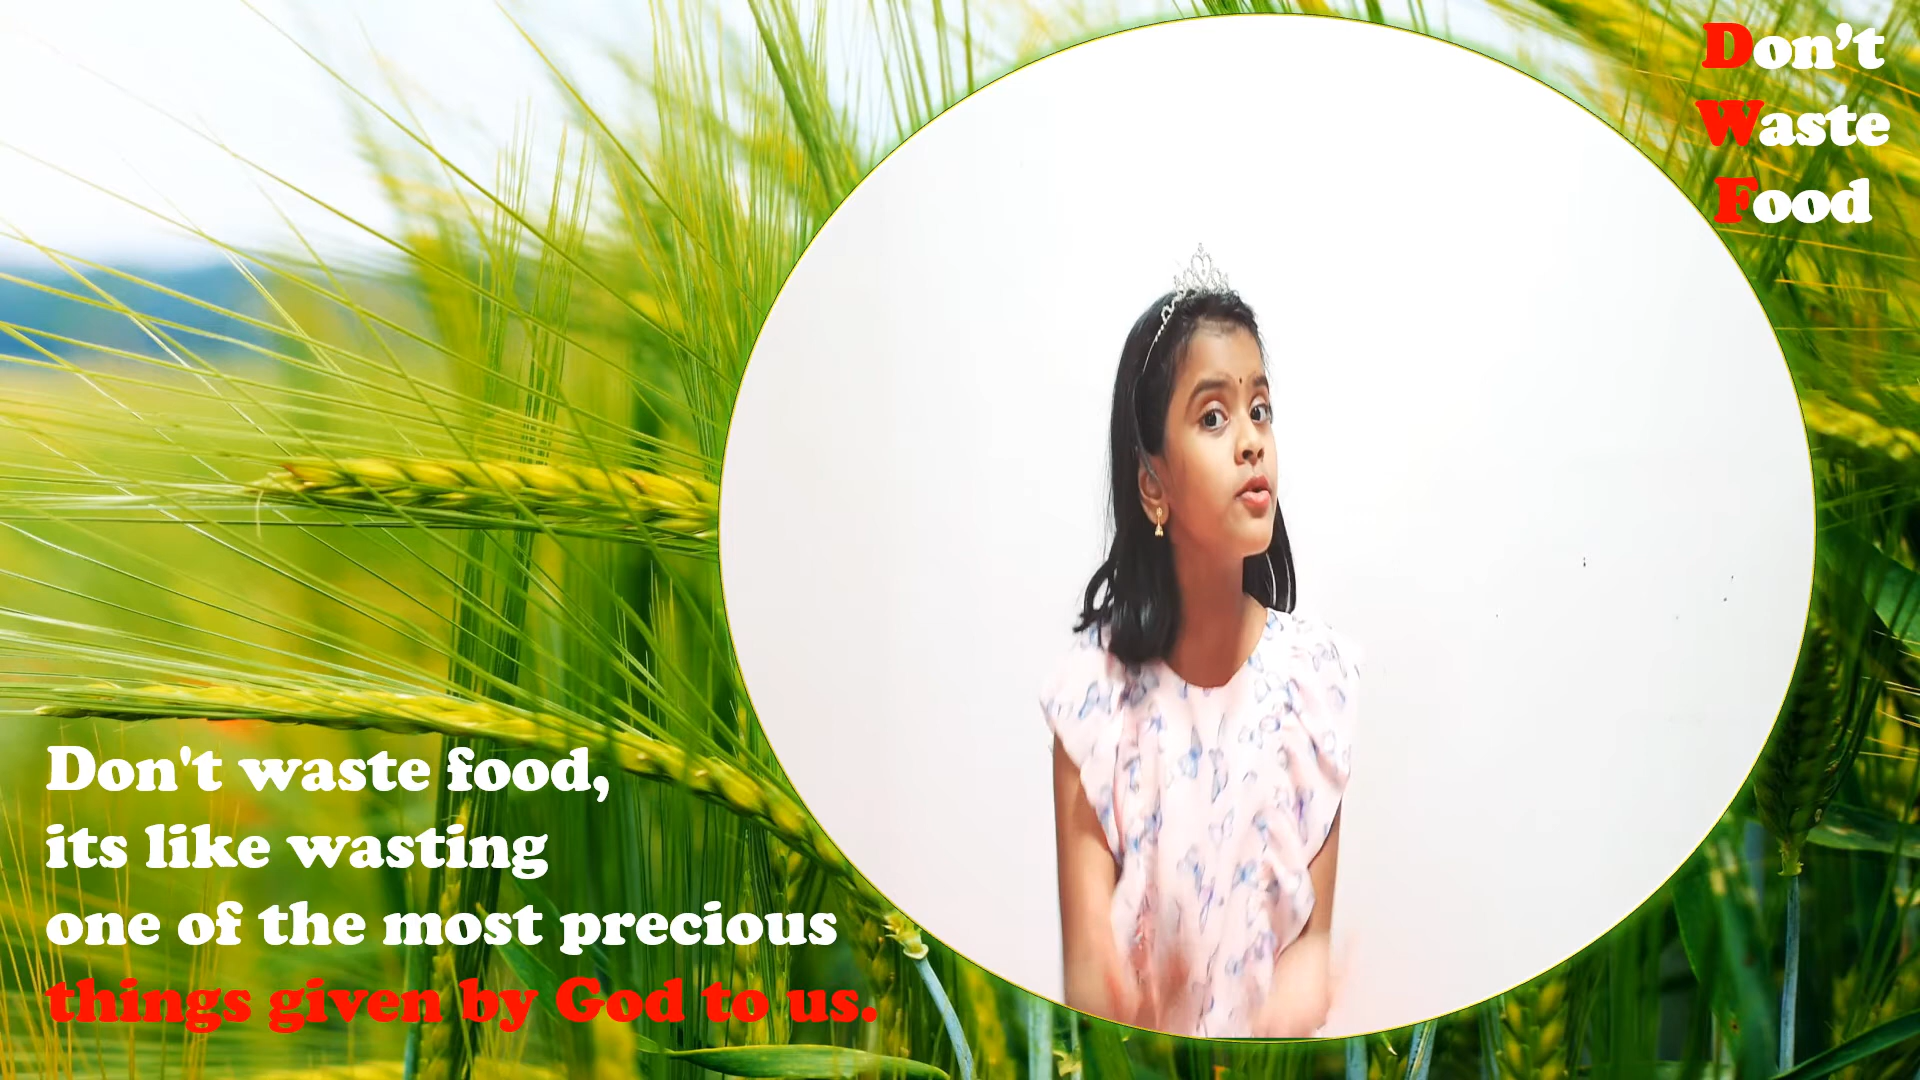 Don’t
Waste
Food
Don't waste food,
its like wasting
one of the most precious
things given by God to us.